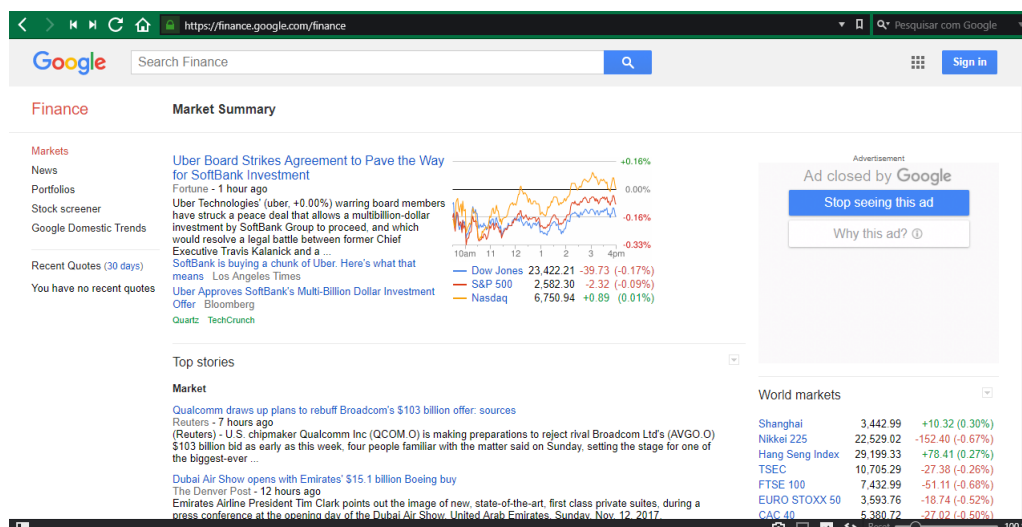 https://finance.google.com/finance
Pesquisar com Google
Google
Search Finance
Sign in
Finance
Market Summary
Markets
News
Portfolios
Stock screener
Google Domestic Trends
Recent Quotes (30 days)
You have no recent quotes
Uber Board Strikes Agreement to Pave the Way
for SoftBank Investment
Fortune - 1 hour ago
Uber Technologies' (uber, +0.00%) warring board members
have struck a peace deal that allows a multibillion-dollar
investment by SoftBank Group to proceed, and which
would resolve a legal battle between former Chief
Executive Travis Kalanick and a ...
SoftBank is buying a chunk of Uber. Here's what that
means Los Angeles Times
Uber Approves SoftBank's Multi-Billion Dollar Investment
Offer Bloomberg
Quartz TechCrunch
+0.16%
0.00%
-0.16%
-0.33%
10am 11 12 1 2 3 4pm
Dow Jones 23,422.21 -39.73 (-0.17%)
S&P 500 2,582.30 -2.32 (-0.09%)
Nasdaq 6,750.94 +0.89 (0.01%)
Advertisement
Ad closed by Google
Stop seeing this ad
Why this ad?
Top stories
Market
Qualcomm draws up plans to rebuff Broadcom's $103 billion offer: sources
Reuters - 7 hours ago
(Reuters) - U.S. chipmaker Qualcomm Inc (QCOM.O) is making preparations to reject rival Broadcom Ltd's (AVGO.O)
$103 billion bid as early as this week, four people familiar with the matter said on Sunday, setting the stage for one of
the biggest-ever ...
Dubai Air Show opens with Emirates' $15.1 billion Boeing buy
The Denver Post - 12 hours ago
Emirates Airline President Tim Clark points out the image of new, state-of-the-art, first class private suites, during a
press conference at the opening day of the Dubai Air Show, United Arab Emirates, Sunday, Nov. 12, 2017.
World markets
Shanghai 3,442.99 +10.32 (0.30%)
Nikkei 225 22,529.02 -152.40 (-0.67%)
Hang Seng Index 29,199.33 +78.41 (0.27%)
TSEC 10,705.29 -27.38 (-0.26%)
FTSE 100 7,432.99 -51.11 (-0.68%)
EURO STOXX 50 3,593.76 -18.74 (-0.52%)
CAC 40 5,380.72 -27.02 (-0.50%)